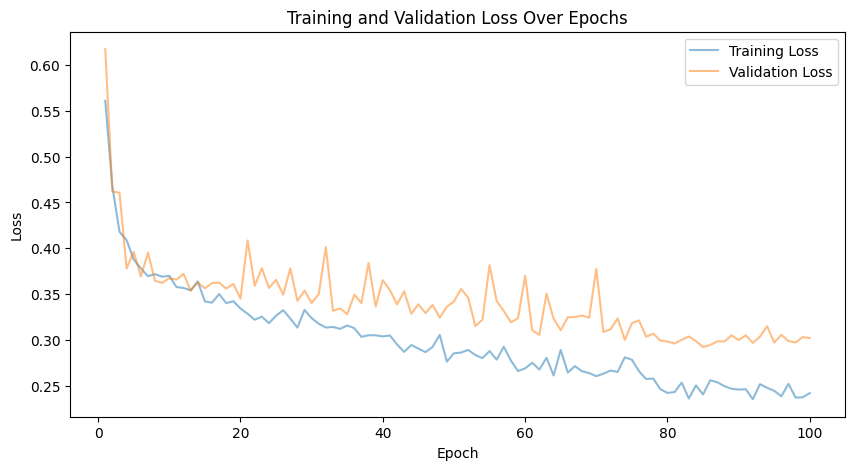 Training and Validation Loss Over Epochs
Training Loss
Validation Loss
0.60
0.55
0.50
0.45
0.40
0.35
0.30
0.25
Loss
0 20 40 60 80 100
Epoch